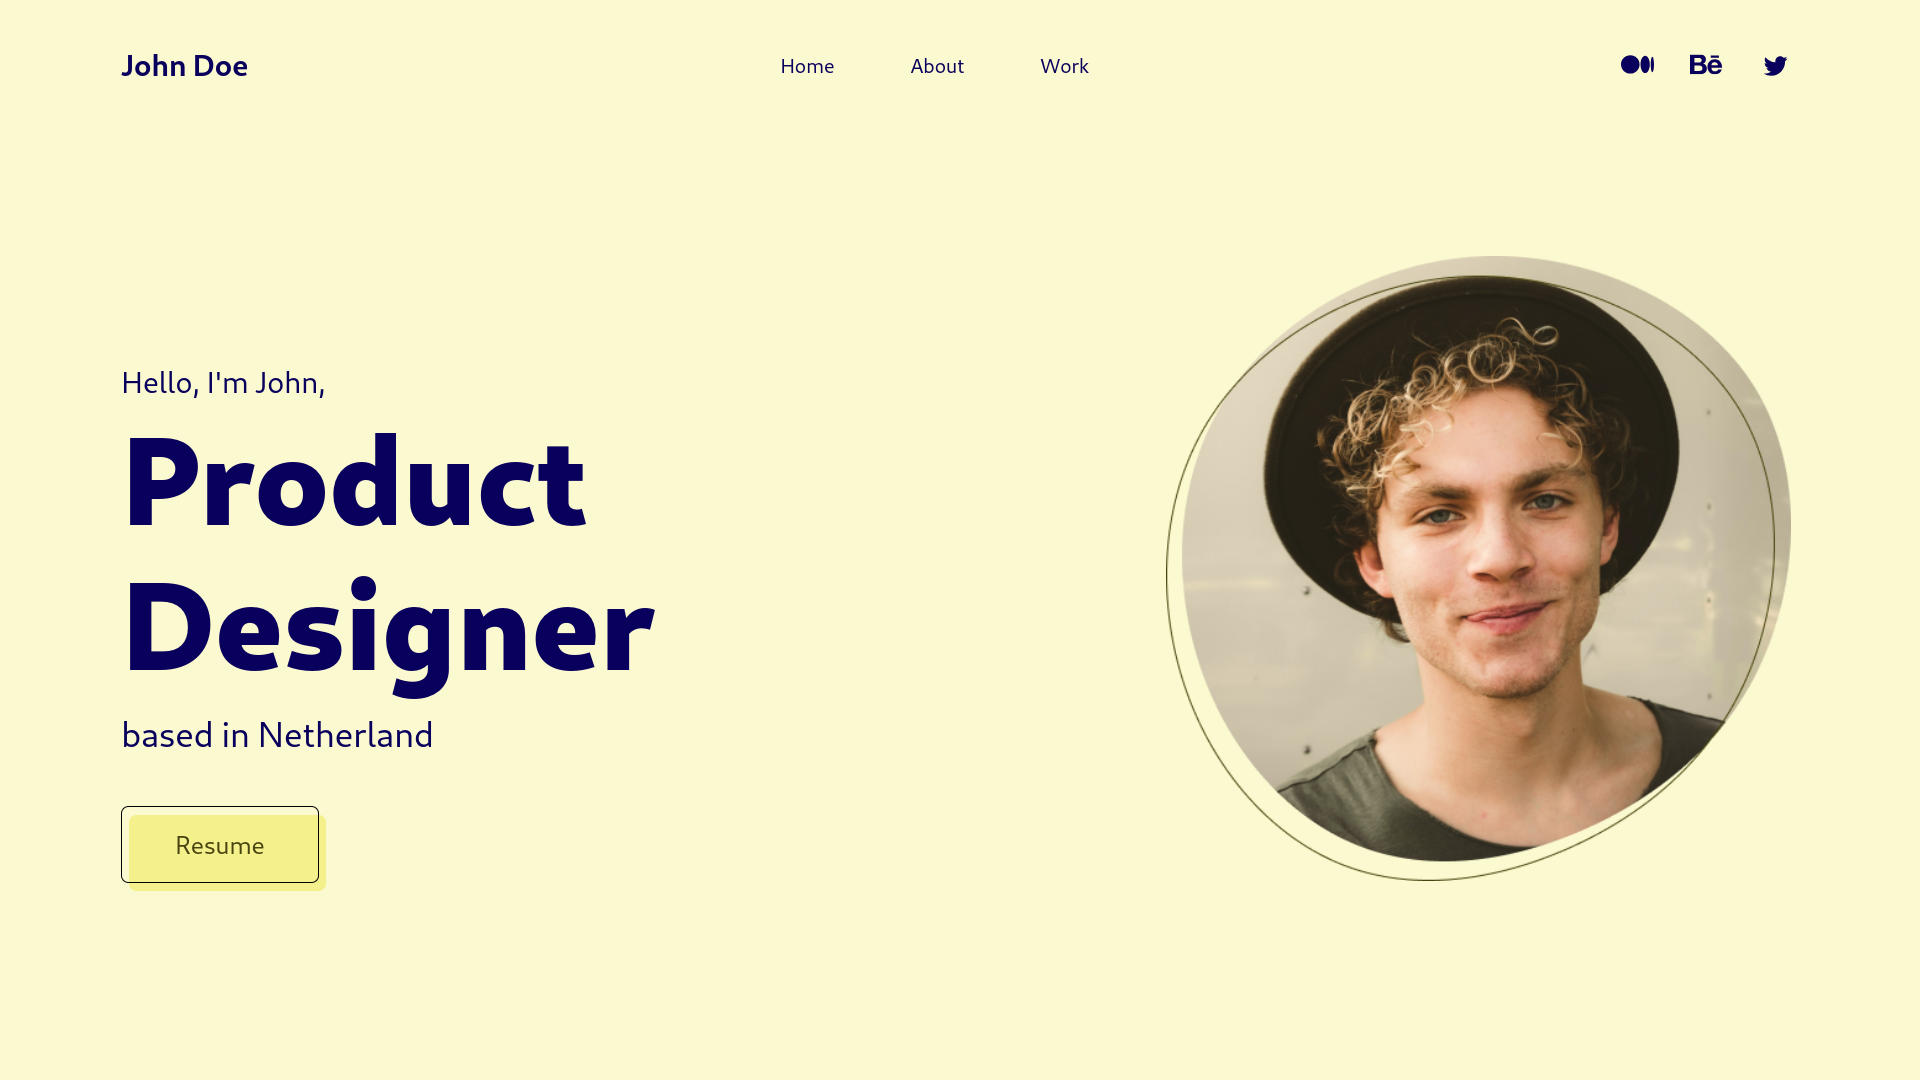 John Doe
Home About Work
Bē
Hello, I'm John,
Product
Designer
based in Netherland
Resume